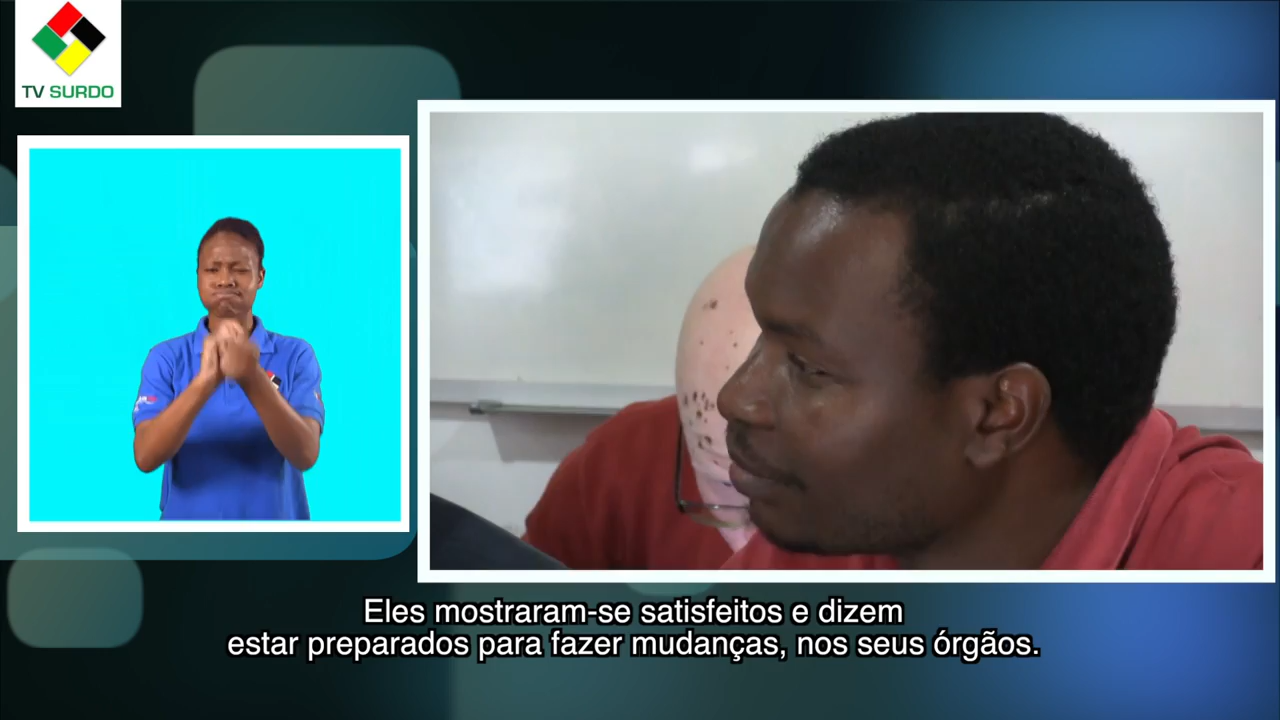 TV SURDO
Eles mostraram-se satisfeitos e dizem
estar preparados para fazer mudanças, nos seus órgãos.